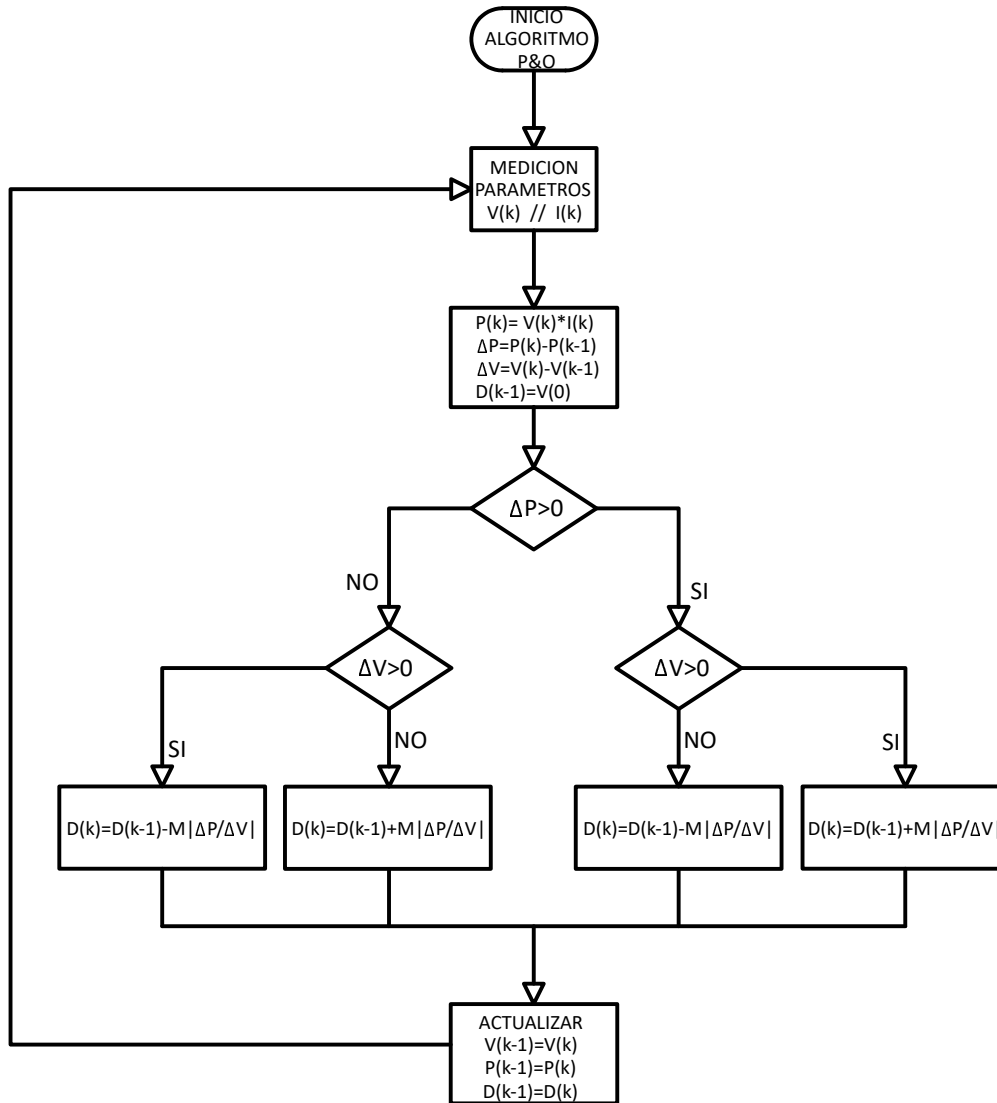 INICIO
ALGORITMO
P&O
MEDICION
PARAMETROS
V(k) // I(k)
P(k)= V(k)*I(k)
ΔP=P(k)-P(k-1)
ΔV=V(k)-V(k-1)
D(k-1)=V(0)
ΔP>0
NO
SI
ΔV>0
ΔV>0
SI
NO
NO
SI
D(k)=D(k-1)-M|ΔP/ΔV|
D(k)=D(k-1)+M|ΔP/ΔV|
D(k)=D(k-1)-M|ΔP/ΔV|
D(k)=D(k-1)+M|ΔP/ΔV|
ACTUALIZAR
V(k-1)=V(k)
P(k-1)=P(k)
D(k-1)=D(k)